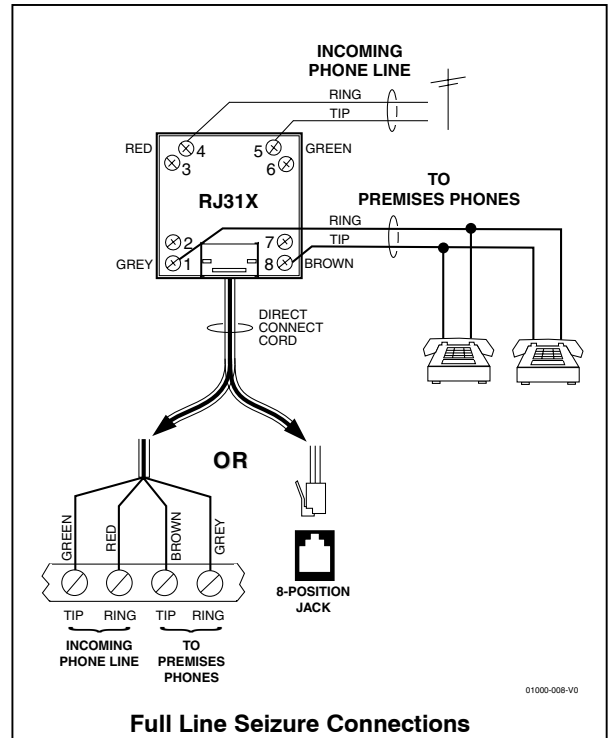 INCOMING
PHONE LINE
RING
TIP
RED
4
5
GREEN
3
6
RJ31X
TO
PREMISES PHONES
RING
TIP
2
7
GREY
1
8
BROWN
DIRECT
CONNECT
CORD
OR
GREEN
RED
BROWN
GREY
TIP RING TIP RING
INCOMING
PHONE LINE
TO
PREMISES
PHONES
8-POSITION
JACK
01000-008-V0
Full Line Seizure Connections